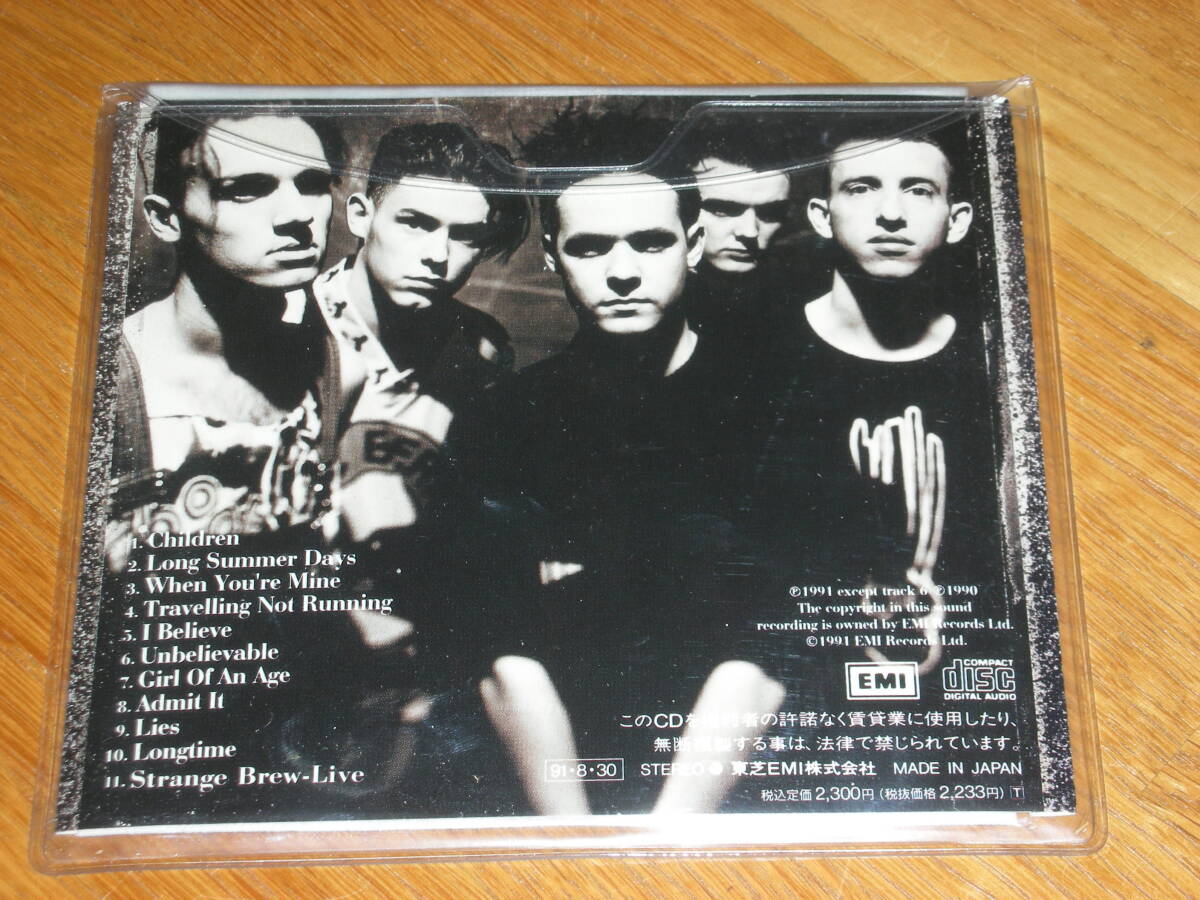 1. Children
2. Long Summer Days
3. When You're Mine
4. Travelling Not Running
5. I Believe
6. Unbelievable
7. Girl Of An Age
8. Admit It
9. Lies
10. Longtime
11. Strange Brew-Live
℗1991 except track 6 ℗1990
The copyright in this sound
recording is owned by EMI Records Ltd.
©1991 EMI Records Ltd.
EMI
COMPACT
disc
DIGITAL AUDIO
このCDを 者の許諾なく賃貸業に使用したり、
無断 する事は、法律で禁じられています。
91・8・30 STEREO 東芝EMI株式会社 MADE IN JAPAN
税込定価2,300円(税抜価格2,233円) T